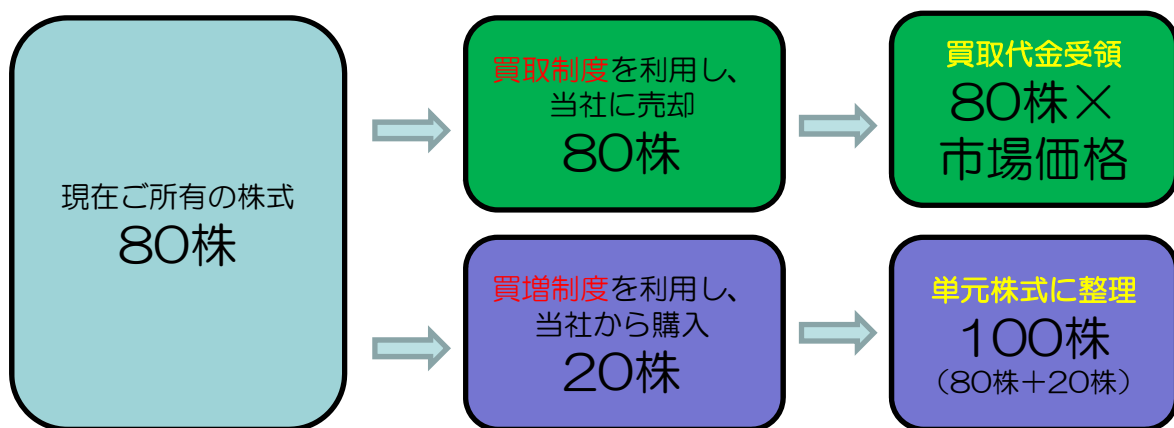 現在ご所有の株式
80株
買取制度を利用し、
当社に売却
80株
買取代金受領
80株×
市場価格
買増制度を利用し、
当社から購入
20株
単元株式に整理
100株
（80株＋20株）